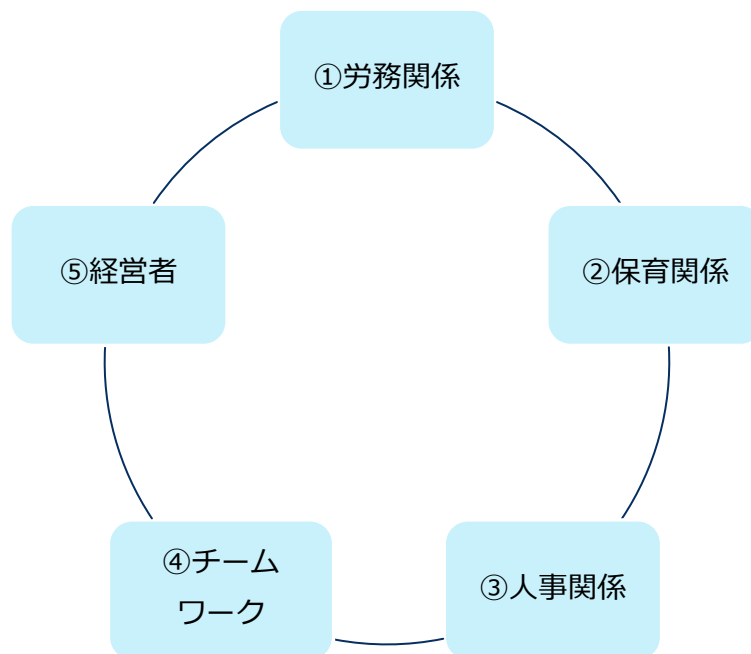 ①労務関係
②保育関係
③人事関係
④チーム
ワーク
⑤経営者